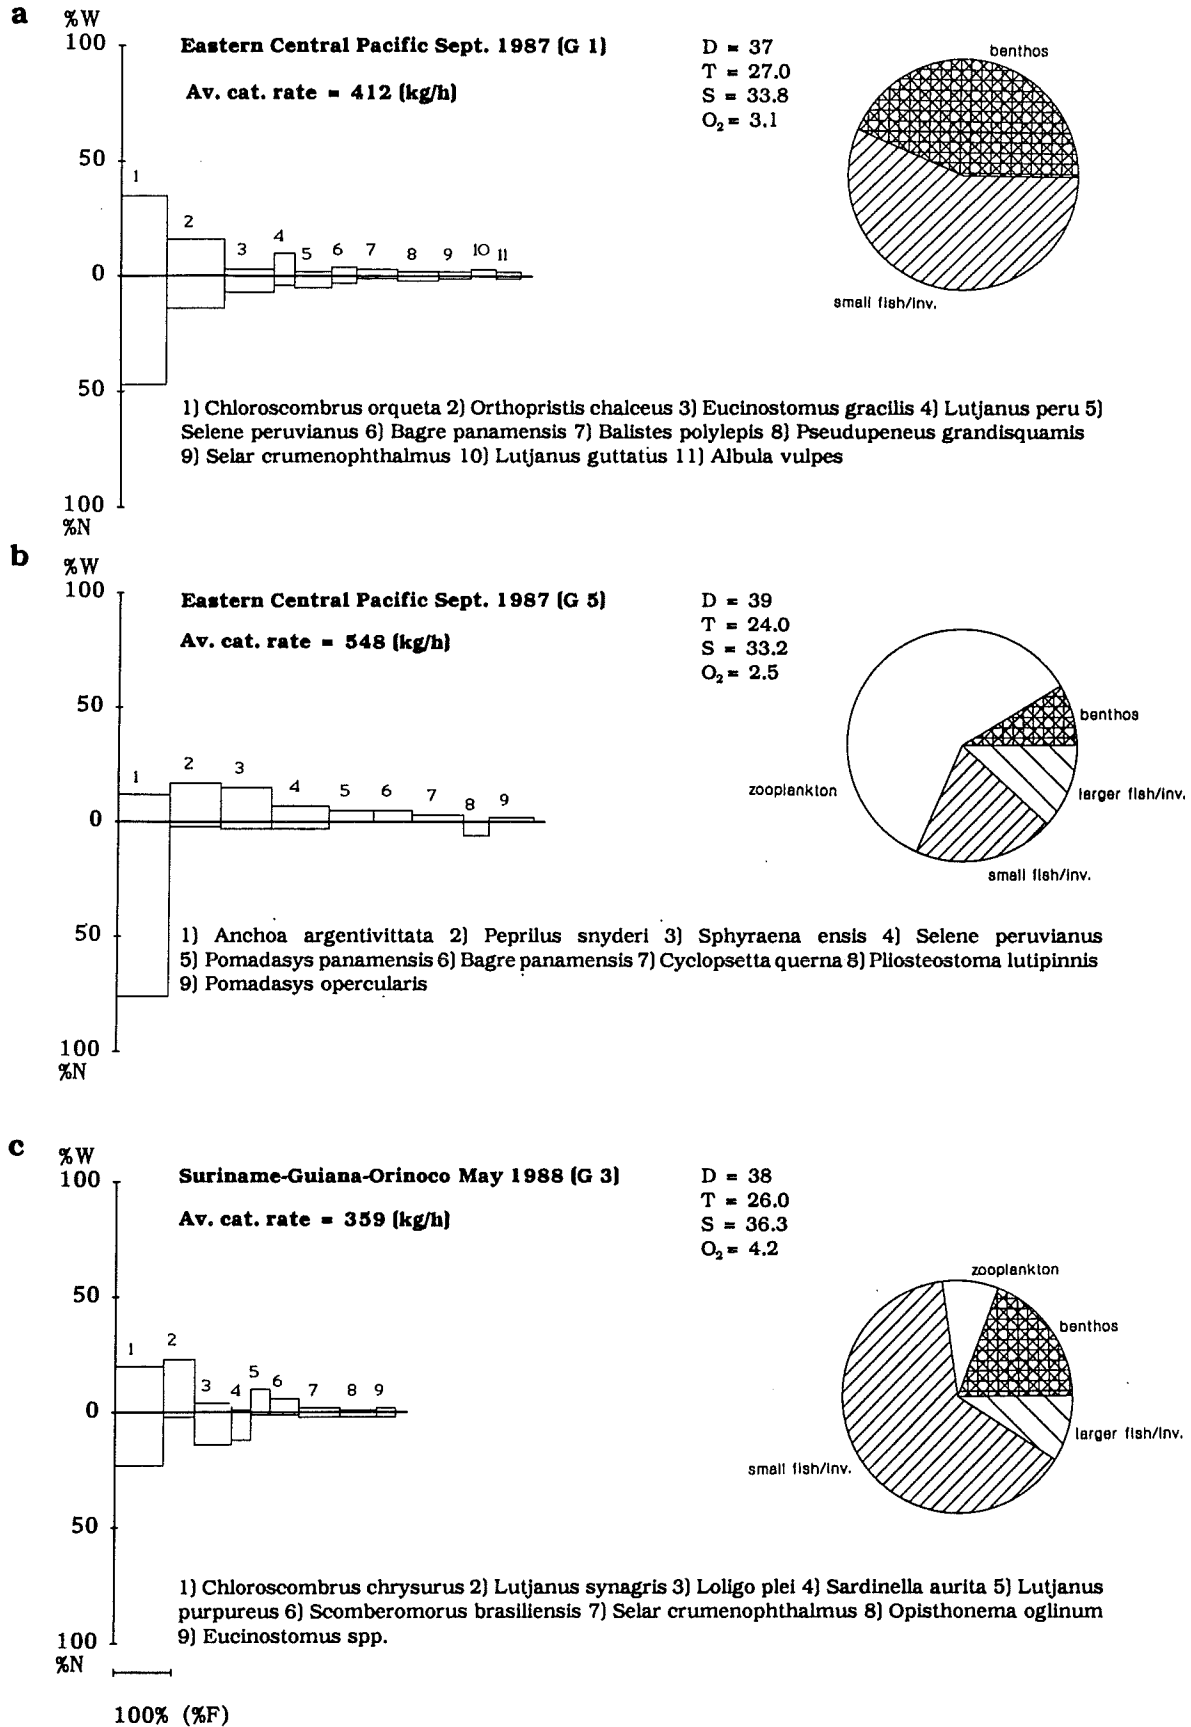 a
%W
100
Eastern Central Pacific Sept. 1987 (G 1)
Av. cat. rate = 412 (kg/h)
D = 37
T = 27.0
S = 33.8
O2 = 3.1
benthos
small fish/inv.
50
1
2
3
4
5
6
7
8
9
10
11
0
50
1) Chloroscombrus orqueta 2) Orthopristis chalceus 3) Eucinostomus gracilis 4) Lutjanus peru 5)
Selene peruvianus 6) Bagre panamensis 7) Balistes polylepis 8) Pseudupeneus grandisquamis
9) Selar crumenophthalmus 10) Lutjanus guttatus 11) Albula vulpes
100
%N
b
%W
100
Eastern Central Pacific Sept. 1987 (G 5)
Av. cat. rate = 548 (kg/h)
D = 39
T = 24.0
S = 33.2
O2 = 2.5
benthos
zooplankton
larger fish/inv.
small fish/inv.
50
1
2
3
4
5
6
7
8
9
0
50
1) Anchoa argentivittata 2) Peprilus snyderi 3) Sphyraena ensis 4) Selene peruvianus
5) Pomadasys panamensis 6) Bagre panamensis 7) Cyclopsetta querna 8) Pliosteostoma lutipinnis
9) Pomadasys opercularis
100
%N
c
%W
100
Suriname-Guiana-Orinoco May 1988 (G 3)
Av. cat. rate = 359 (kg/h)
D = 38
T = 26.0
S = 36.3
O2 = 4.2
zooplankton
benthos
larger fish/inv.
small fish/inv.
50
1
2
3
4
5
6
7
8
9
0
50
1) Chloroscombrus chrysurus 2) Lutjanus synagris 3) Loligo plei 4) Sardinella aurita 5) Lutjanus
purpureus 6) Scomberomorus brasiliensis 7) Selar crumenophthalmus 8) Opisthonema oglinum
9) Eucinostomus spp.
100
%N
100% (%F)